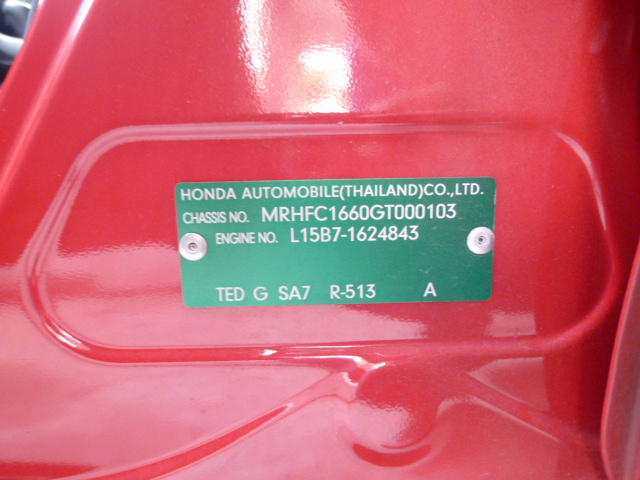 HONDA AUTOMOBILE(THAILAND)CO.,LTD.
CHASSIS NO. MRHFC1660GT000103
ENGINE NO. L15B7-1624843
TED G SA7 R-513 A